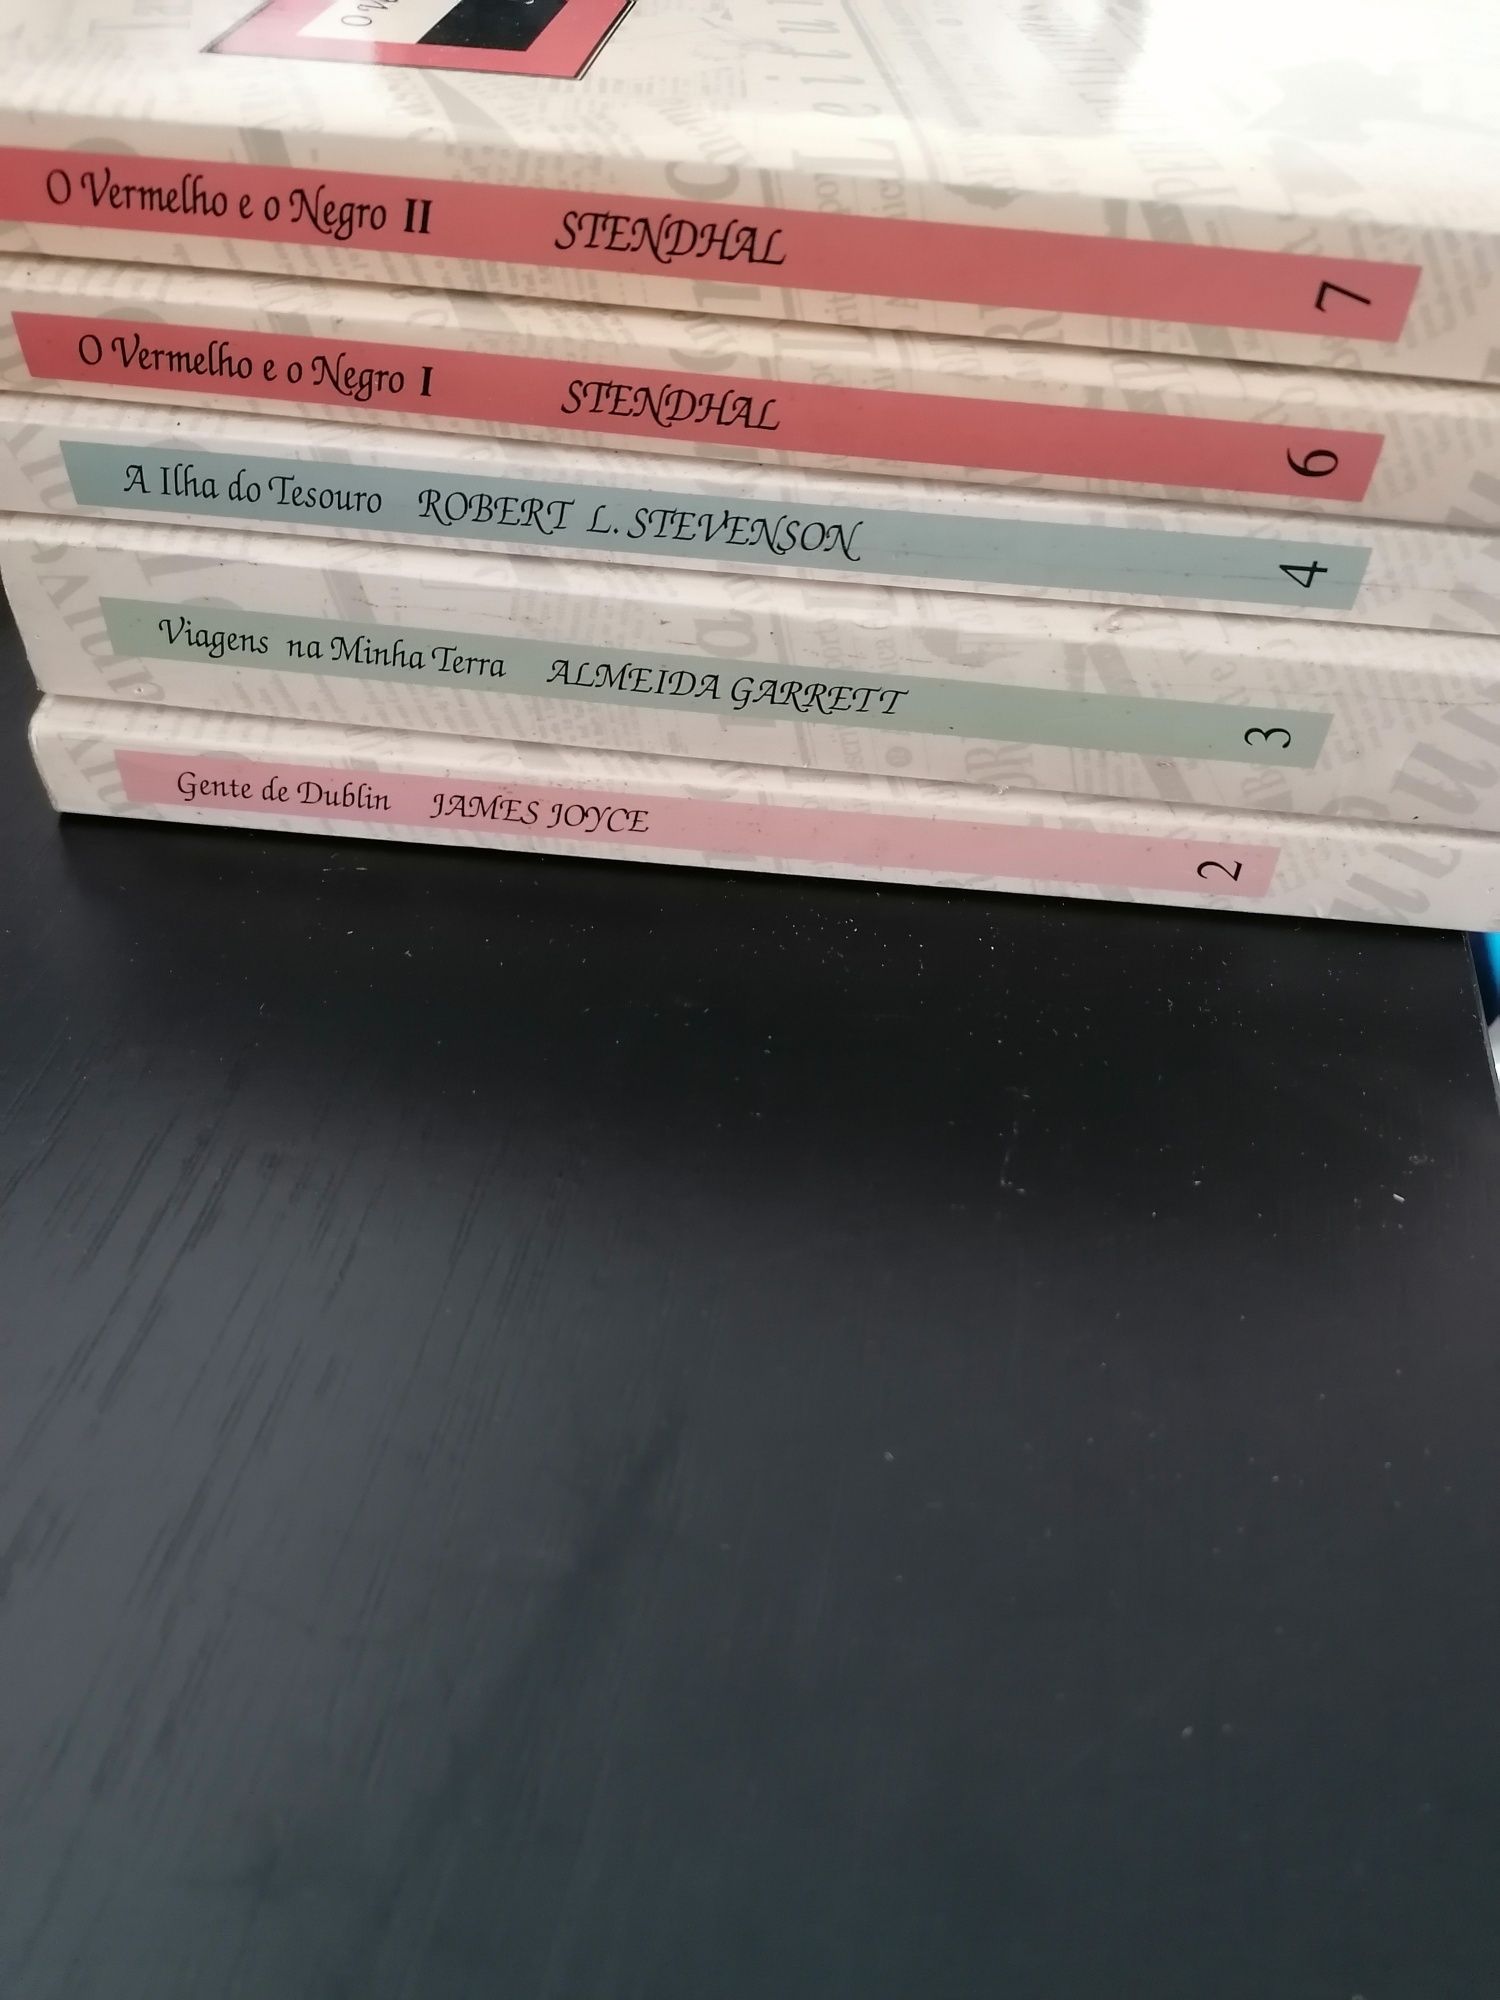 O Vermelho e o Negro II STENDHAL 7
O Vermelho e o Negro I STENDHAL 6
A Ilha do Tesouro ROBERT L. STEVENSON 4
Viagens na Minha Terra ALMEIDA GARRETT 3
Gente de Dublin JAMES JOYCE 2